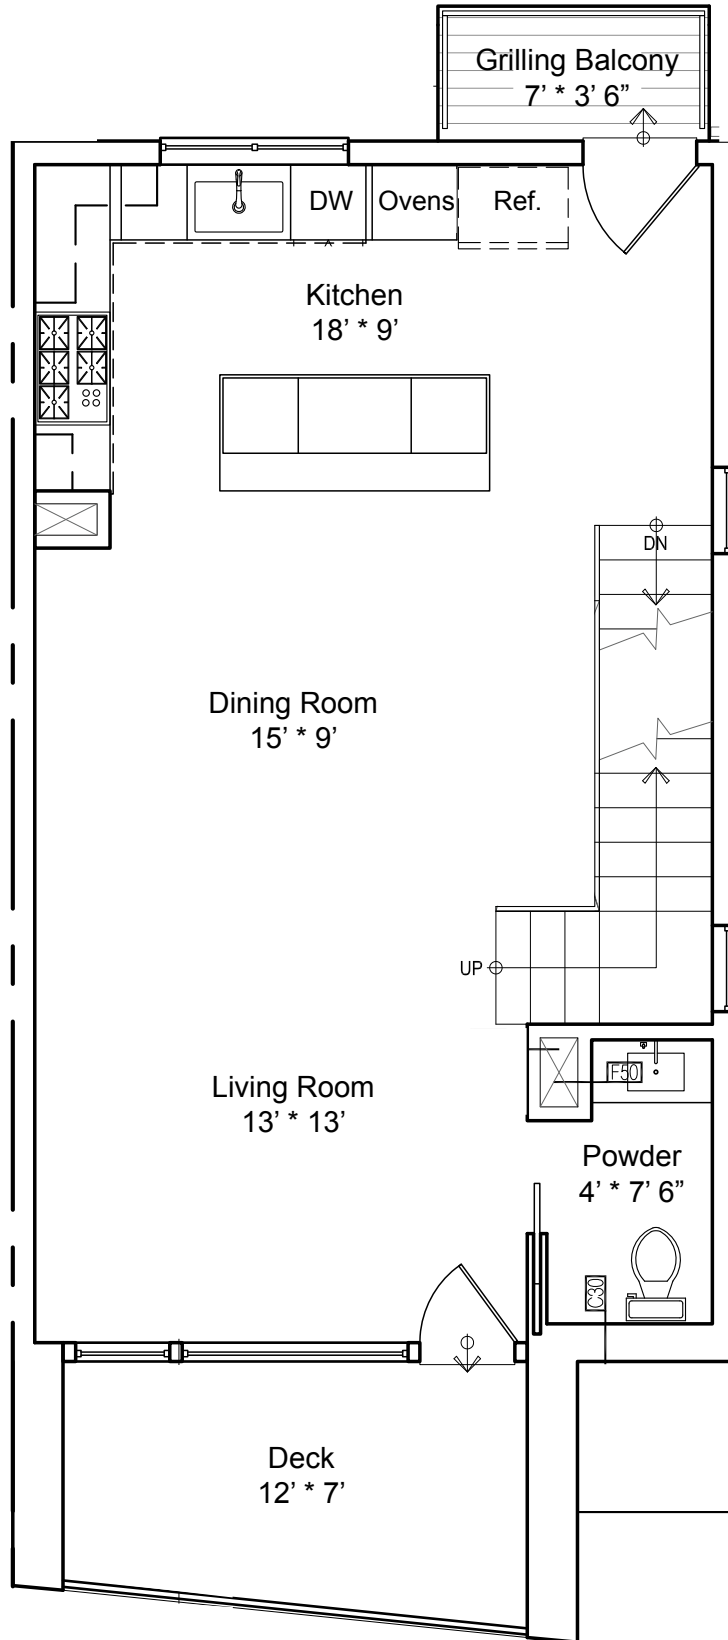 Grilling Balcony
7’ * 3’ 6”
DW
Ovens
Ref.
Kitchen
18’ * 9’
DN
Dining Room
15’ * 9’
UP
F50
Living Room
13’ * 13’
Powder
4’ * 7’ 6”
C30
Deck
12’ * 7’